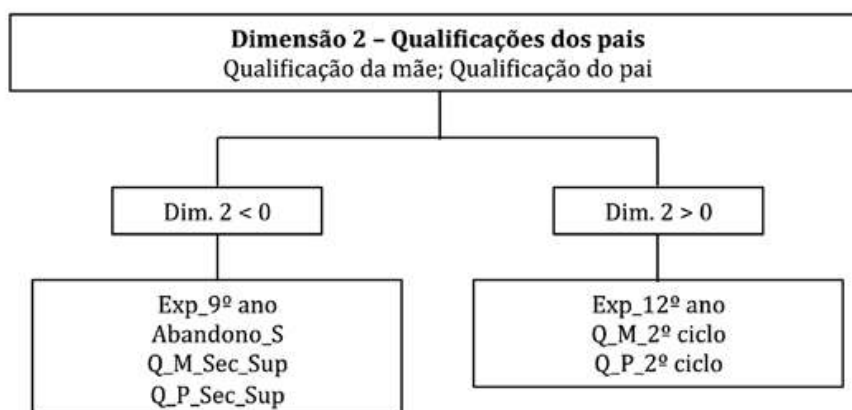 Dimensão 2 – Qualificações dos pais
Qualificação da mãe; Qualificação do pai
Dim. 2 < 0
Dim. 2 > 0
Exp_9º ano
Abandono_S
Q_M_Sec_Sup
Q_P_Sec_Sup
Exp_12º ano
Q_M_2º ciclo
Q_P_2º ciclo